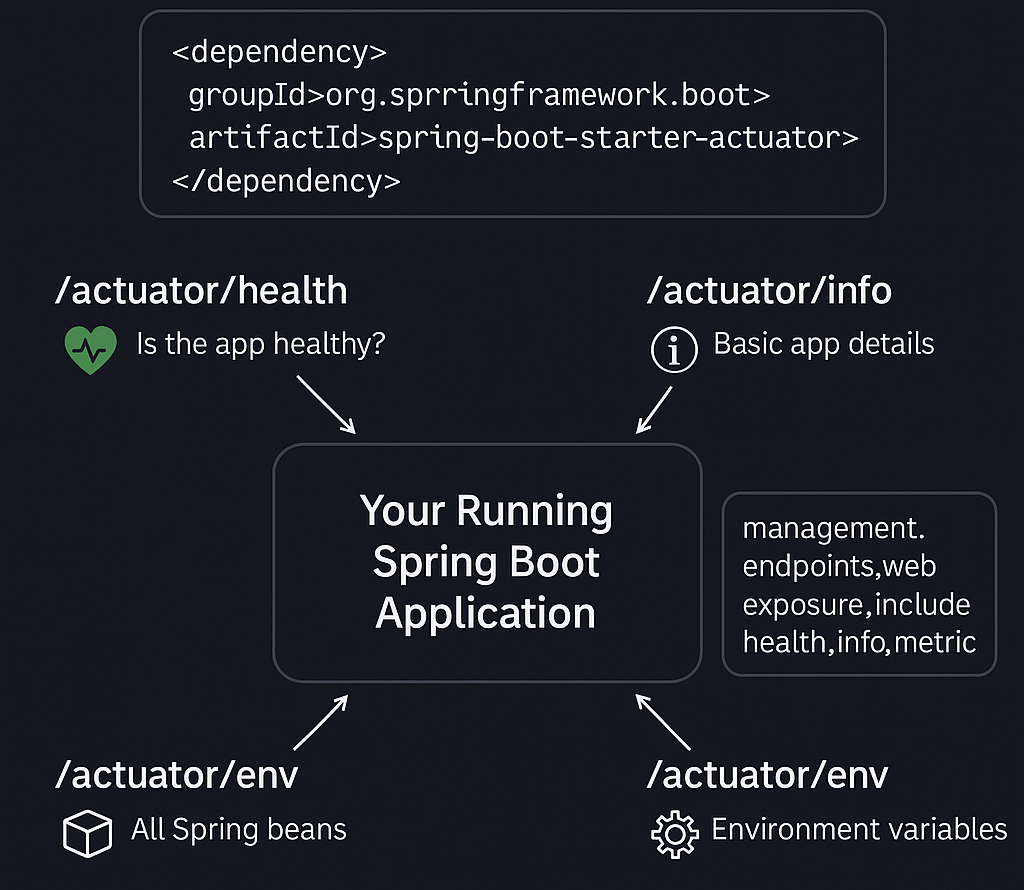 <dependency>
groupId>org.sprringframework.boot>
artifactId>spring-boot-starter-actuator>
</dependency>
/actuator/health
Is the app healthy?
/actuator/info
Basic app details
Your Running
Spring Boot
Application
management.
endpoints,web
exposure,include
health,info,metric
/actuator/env
All Spring beans
/actuator/env
Environment variables